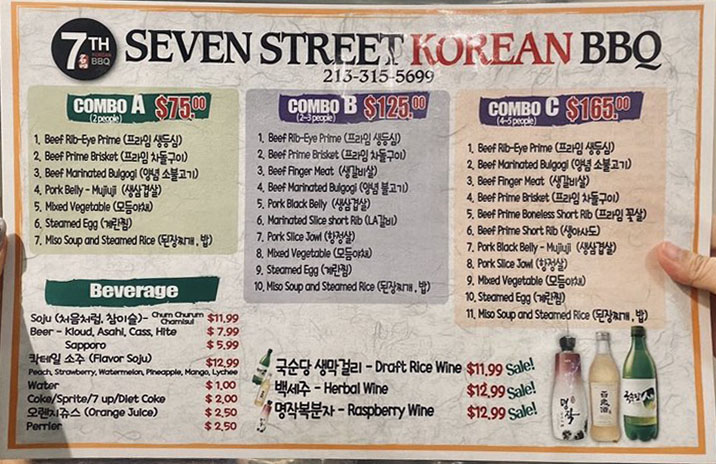 7TH
KOREAN
BBQ
SEVEN STREET KOREAN BBQ
213-315-5699
COMBO A $75.00
(2 people)
1. Beef Rib-Eye Prime (프라임 생등심)
2. Beef Prime Brisket (프라임 차돌구이)
3. Beef Marinated Bulgogi (양념 소불고기)
4. Pork Belly - Mujiuji (생삼겹살)
5. Mixed Vegetable (모듬야채)
6. Steamed Egg (계란찜)
7. Miso Soup and Steamed Rice (된장찌개 , 밥)
COMBO B $125.00
(2-3 people)
1. Beef Rib-Eye Prime (프라임 생등심)
2. Beef Prime Brisket (프라임 차돌구이)
3. Beef Finger Meat (생갈비살)
4. Beef Marinated Bulgogi (양념 불고기)
5. Pork Black Belly (생삼겹살)
6. Marinated Slice short Rib (LA갈비)
7. Pork Slice Jowl (항정살)
8. Mixed Vegetable (모듬야채)
9. Steamed Egg (계란찜)
10. Miso Soup and Steamed Rice (된장찌개 , 밥)
COMBO C $165.00
(4-5 people)
1. Beef Rib-Eye Prime (프라임 생등심)
2. Beef Marinated Bulgogi (양념 소불고기)
3. Beef Finger Meat (생갈비살)
4. Beef Prime Brisket (프라임 차돌구이)
5. Beef Prime Boneless Short Rib (프라임 꽃살)
6. Beef Prime Short Rib (생아사도)
7. Pork Black Belly - Mujiuji (생삼겹살)
8. Pork Slice Jowl (항정살)
9. Mixed Vegetable (모듬야채)
10. Steamed Egg (계란찜)
11. Miso Soup and Steamed Rice (된장찌개 , 밥)
Beverage
Soju (처음처럼, 참이슬)- Chum Churum Chamisul $11.99
Beer - Kloud, Asahi, Cass, Hite $ 7.99
Sapporo $ 5.99
칵테일 소주 (Flavor Soju) $12.99
Peach, Strawberry, Watermelon, Pineapple, Mango, Lychee
Water $ 1.00
Coke/Sprite/7 up/Diet Coke $ 2.00
오렌지쥬스 (Orange Juice) $ 2.50
Perrier $ 2.50
국순당 생막걸리 - Draft Rice Wine $11.99 Sale!
백세주 - Herbal Wine $12.99 Sale!
명작복분자 - Raspberry Wine $12.99 Sale!